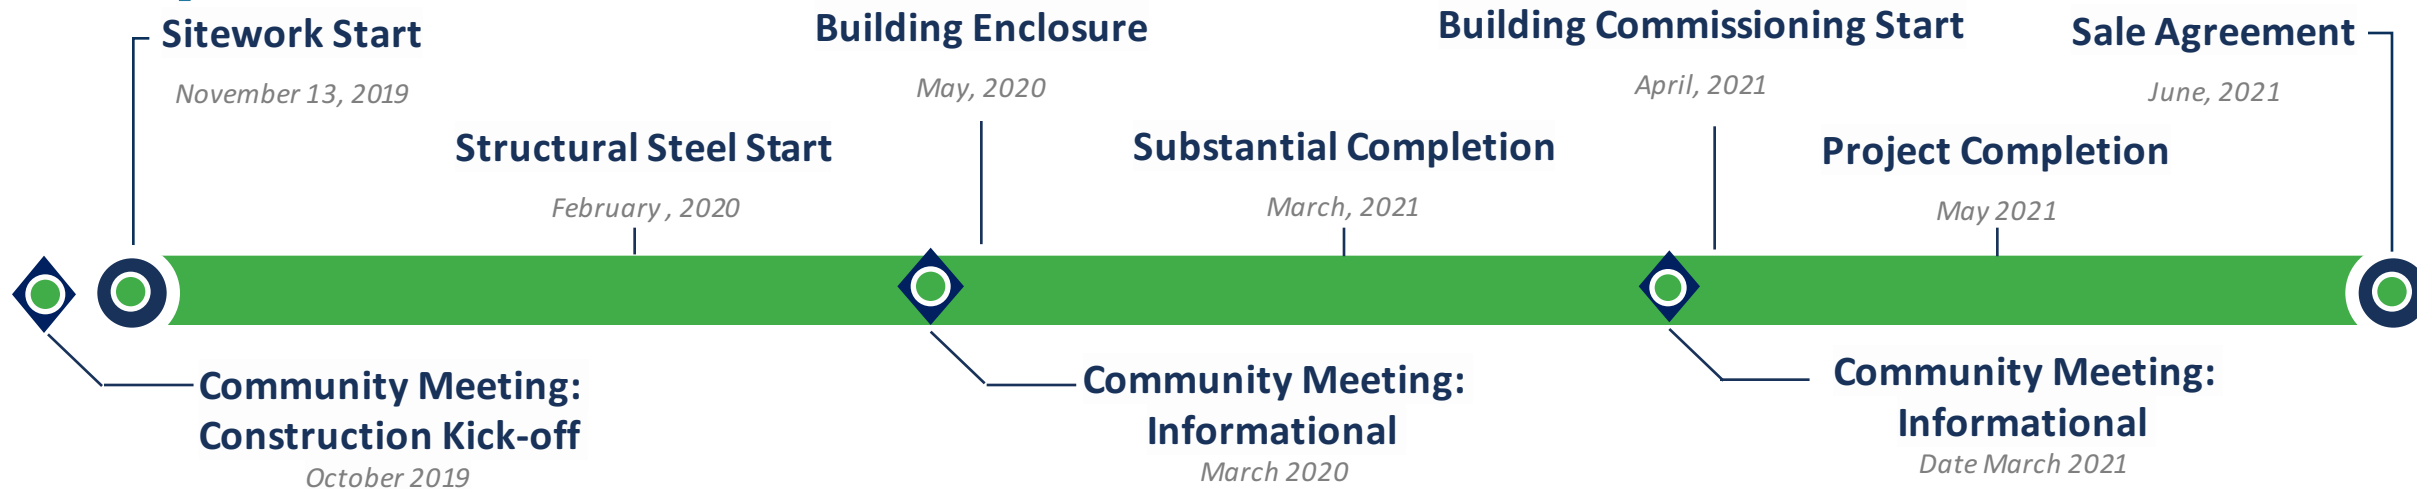 Sitework Start
November 13, 2019
Structural Steel Start
February , 2020
Building Enclosure
May, 2020
Substantial Completion
March, 2021
Building Commissioning Start
April, 2021
Project Completion
May 2021
Sale Agreement
June, 2021
Community Meeting:
Construction Kick-off
October 2019
Community Meeting:
Informational
March 2020
Community Meeting:
Informational
Date March 2021